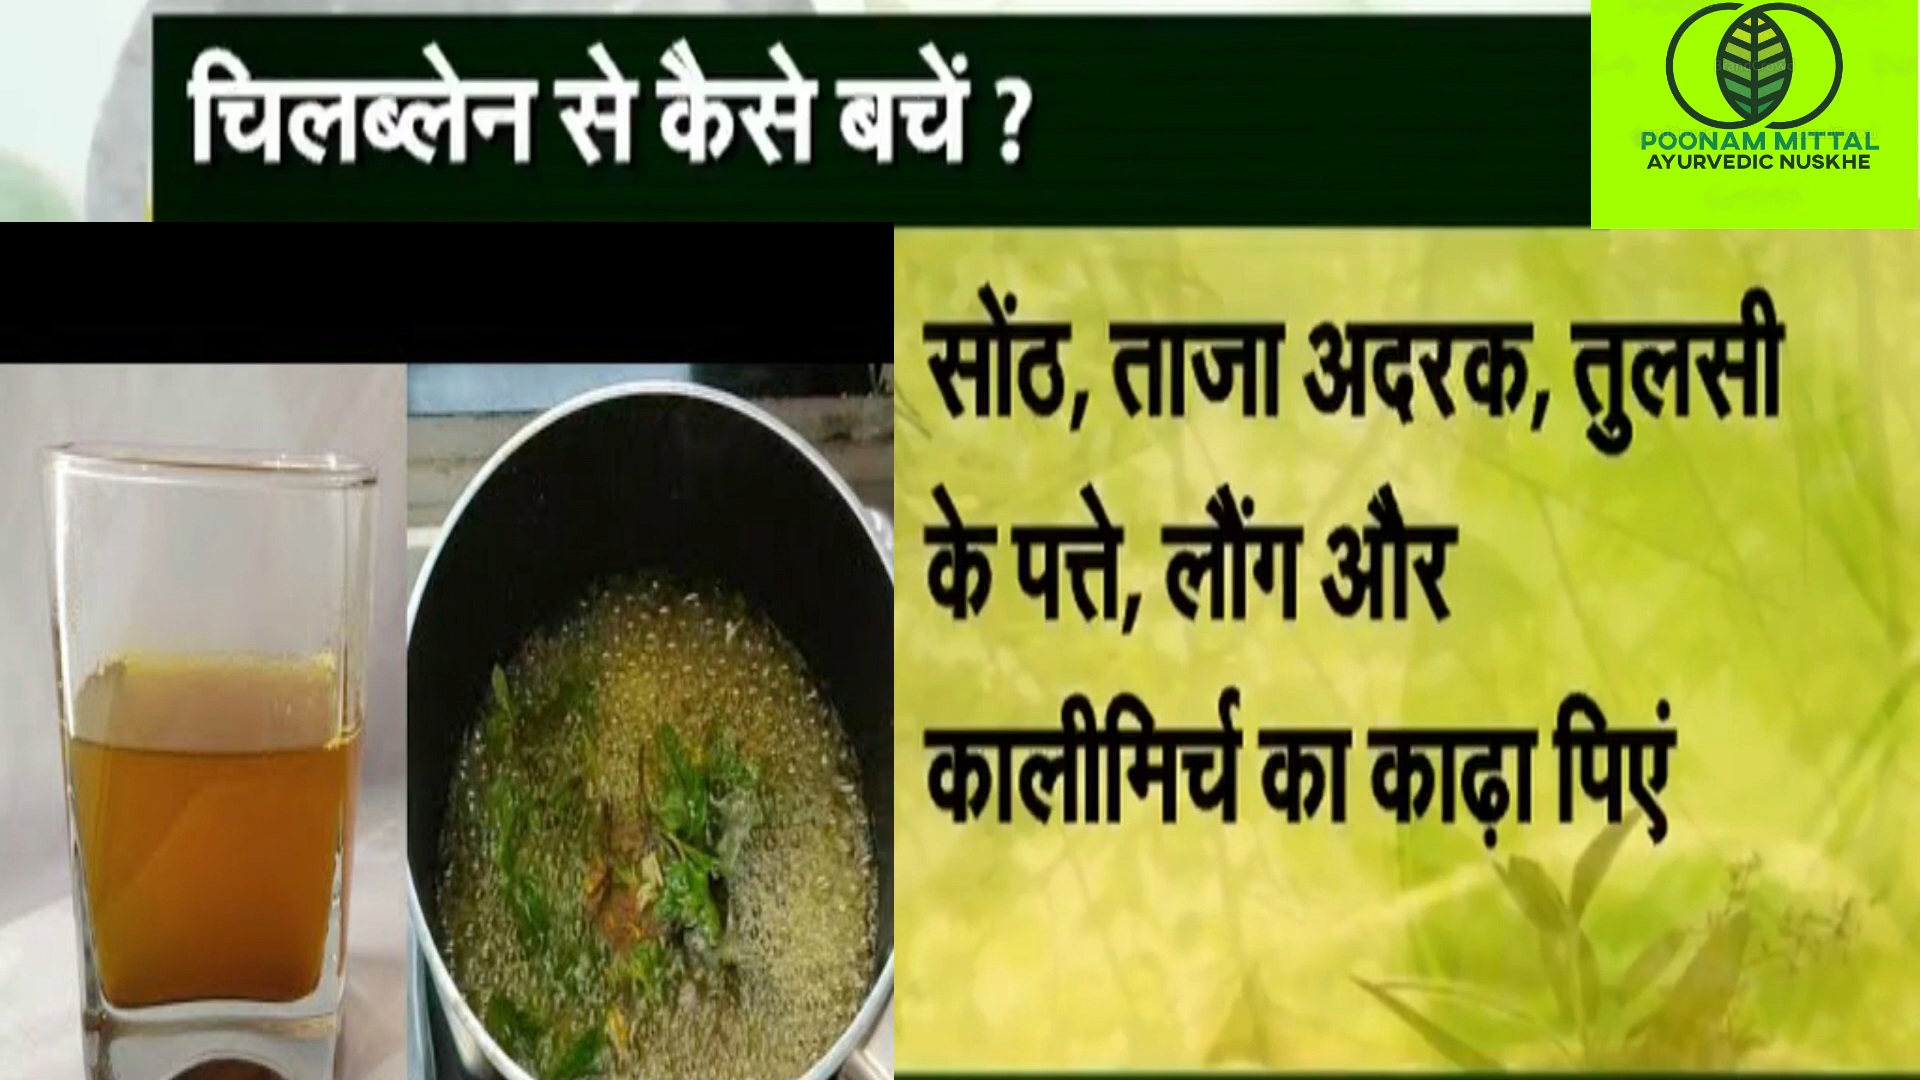 चिलब्लेन से कैसे बचें ?
POONAM MITTAL
AYURVEDIC NUSKHE
सोंठ, ताजा अदरक, तुलसी
के पत्ते, लौंग और
कालीमिर्च का काढ़ा पिएं